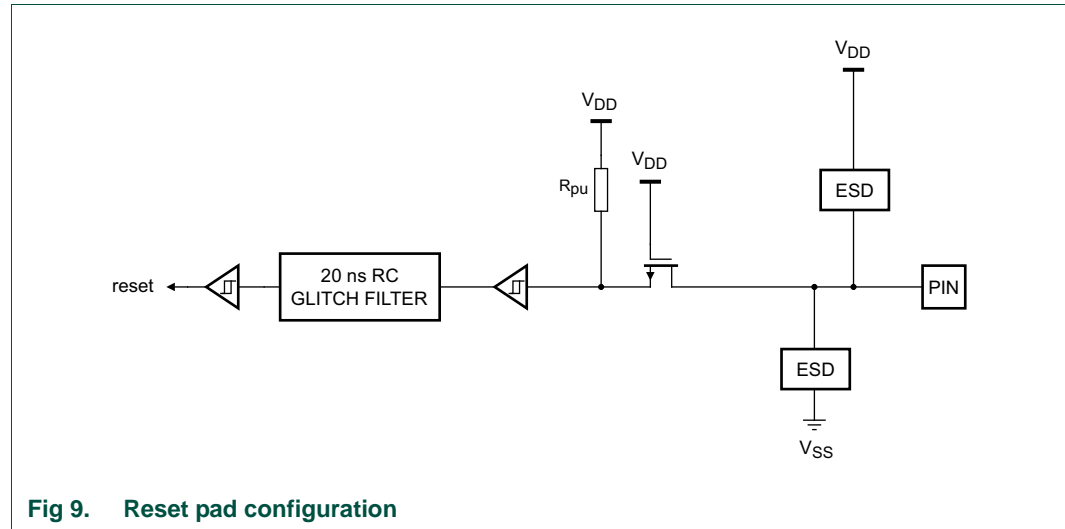 VDD
VDD
VDD
Rpu
ESD
reset
20 ns RC
GLITCH FILTER
PIN
ESD
VSS
Fig 9. Reset pad configuration